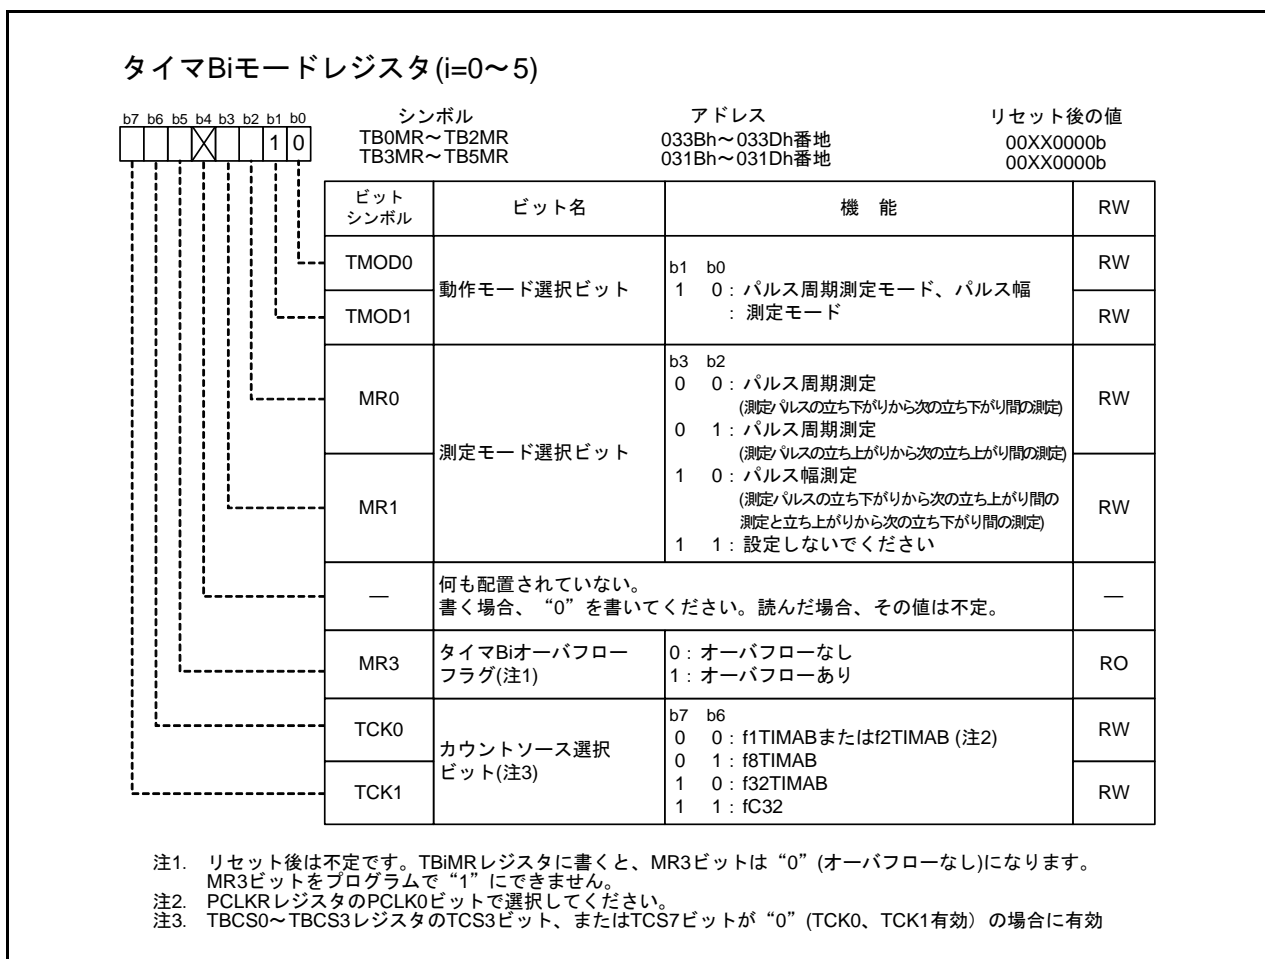 タイマBiモードレジスタ(i=0〜5)
b7 b6 b5 b4 b3 b2 b1 b0
1 0
シンボル アドレス リセット後の値
TB0MR〜TB2MR 033Bh〜033Dh番地 00XX0000b
TB3MR〜TB5MR 031Bh〜031Dh番地 00XX0000b
ビット
シンボル
ビット名
機 能
RW
TMOD0
TMOD1
動作モード選択ビット
b1 b0
1 0 : パルス周期測定モード、パルス幅
: 測定モード
RW
RW
MR0
MR1
測定モード選択ビット
b3 b2
0 0 : パルス周期測定
(測定パルスの立ち下がりから次の立ち下がり間の測定)
0 1 : パルス周期測定
(測定パルスの立ち上がりから次の立ち上がり間の測定)
1 0 : パルス幅測定
(測定パルスの立ち下がりから次の立ち上がり間の
測定と立ち上がりから次の立ち下がり間の測定)
1 1 : 設定しないでください
RW
RW
—
何も配置されていない。
書く場合、“0”を書いてください。読んだ場合、その値は不定。
—
MR3
タイマBiオーバフロー
フラグ(注1)
0 : オーバフローなし
1 : オーバフローあり
RO
TCK0
TCK1
カウントソース選択
ビット(注3)
b7 b6
0 0 : f1TIMABまたはf2TIMAB (注2)
0 1 : f8TIMAB
1 0 : f32TIMAB
1 1 : fC32
RW
RW
注1. リセット後は不定です。TBiMRレジスタに書くと、MR3ビットは“0”(オーバフローなし)になります。
MR3ビットをプログラムで“1”にできません。
注2. PCLKRレジスタのPCLK0ビットで選択してください。
注3. TBCS0〜TBCS3レジスタのTCS3ビット、またはTCS7ビットが“0”(TCK0、TCK1有効）の場合に有効